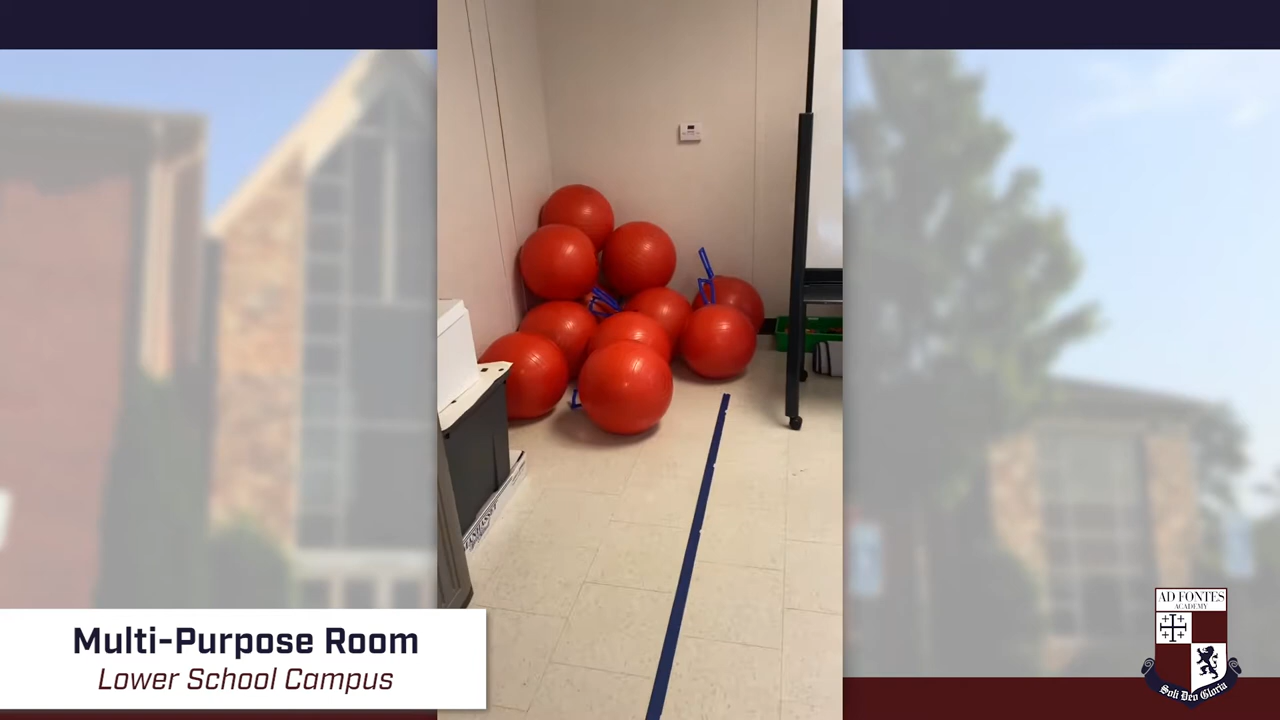 Multi-Purpose Room
Lower School Campus
AD FONTES
ACADEMY
Soli Deo Gloria